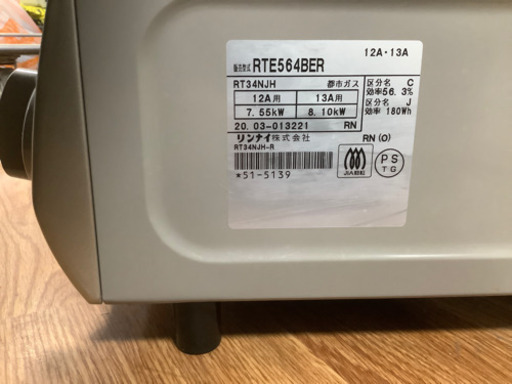 12A・13A
販売型式 RTE564BER
RT34NJH 都市ガス
12A用 13A用
7.55kW 8.10kW
区分名 C
効率56.3%
区分名 J
効率 180Wh
20.03-013221 RN
リンナイ株式会社
RT34NJH-R
RN(O)
*51-5139
JIA認証
PS
TG